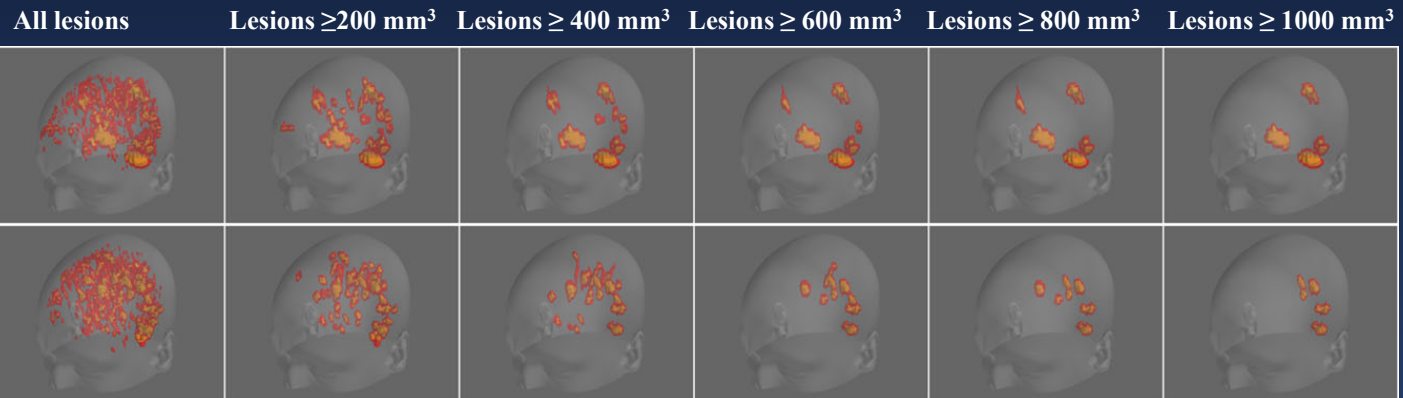 All lesions
Lesions ≥200 mm³
Lesions ≥ 400 mm³
Lesions ≥ 600 mm³
Lesions ≥ 800 mm³
Lesions ≥ 1000 mm³